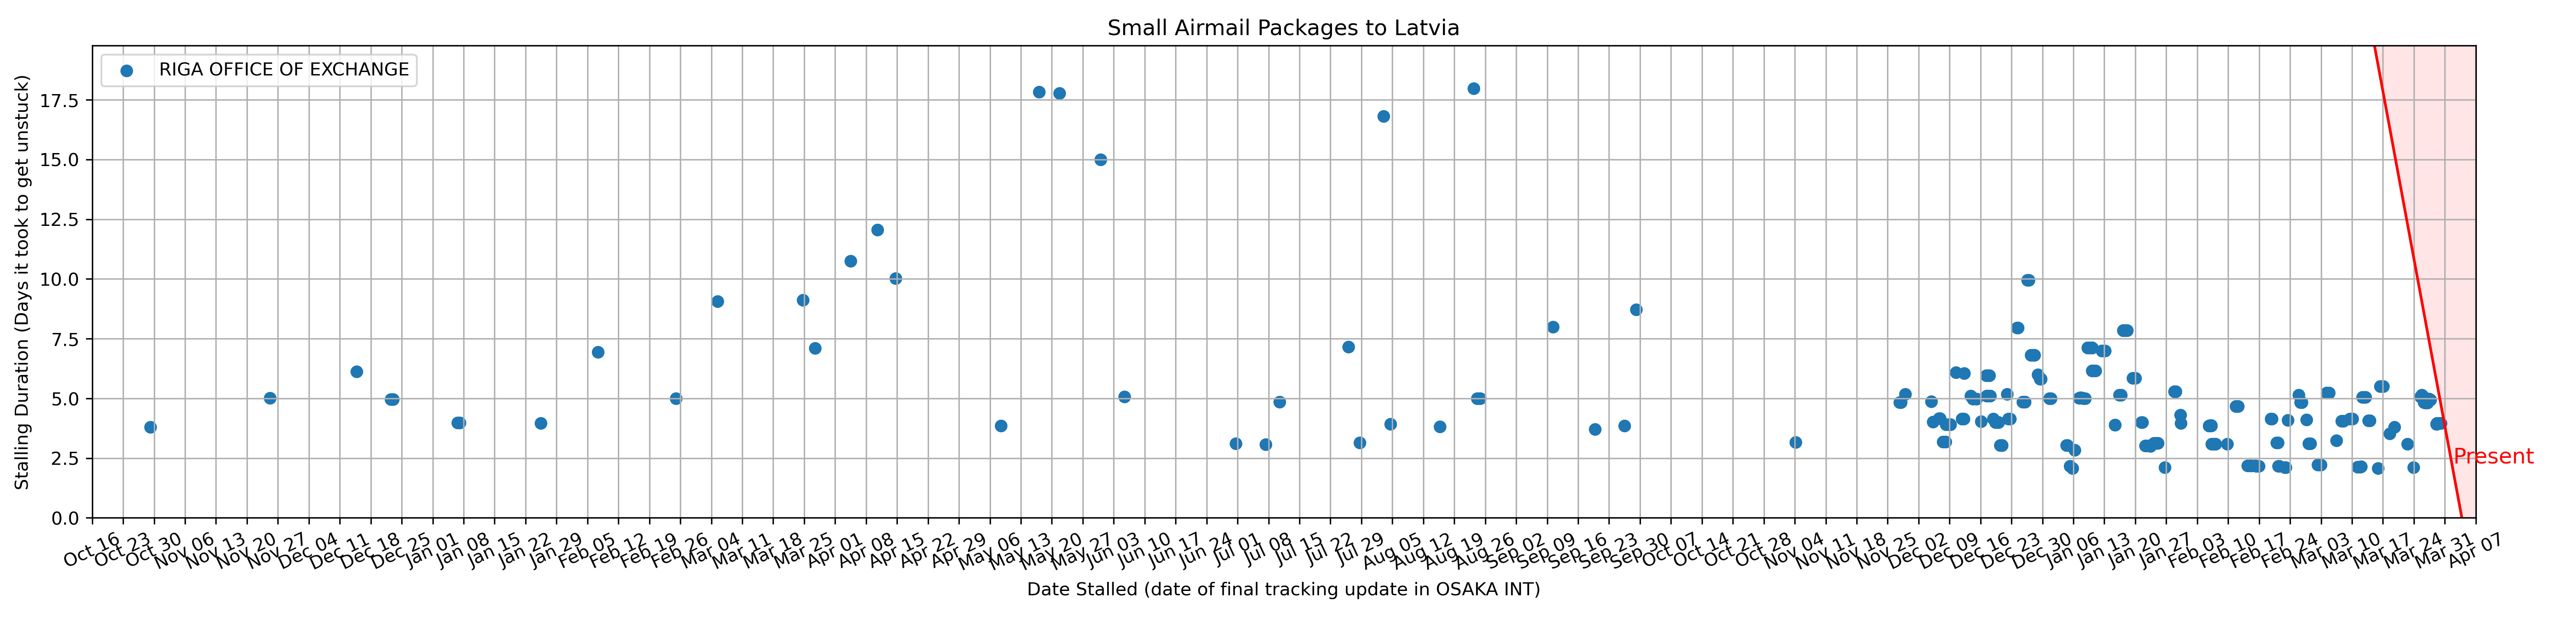 Small Airmail Packages to Latvia
RIGA OFFICE OF EXCHANGE
Stalling Duration (Days it took to get unstuck)
17.5
15.0
12.5
10.0
7.5
5.0
2.5
0.0
Present
Oct 16
Oct 23
Oct 30
Nov 06
Nov 13
Nov 20
Nov 27
Dec 04
Dec 11
Dec 18
Dec 25
Jan 01
Jan 08
Jan 15
Jan 22
Jan 29
Feb 05
Feb 12
Feb 19
Feb 26
Mar 04
Mar 11
Mar 18
Mar 25
Apr 01
Apr 08
Apr 15
Apr 22
Apr 29
May 06
May 13
May 20
May 27
Jun 03
Jun 10
Jun 17
Jun 24
Jul 01
Jul 08
Jul 15
Jul 22
Jul 29
Aug 05
Aug 12
Aug 19
Aug 26
Sep 02
Sep 09
Sep 16
Sep 23
Sep 30
Oct 07
Oct 14
Oct 21
Oct 28
Nov 04
Nov 11
Nov 18
Nov 25
Dec 02
Dec 09
Dec 16
Dec 23
Dec 30
Jan 06
Jan 13
Jan 20
Jan 27
Feb 03
Feb 10
Feb 17
Feb 24
Mar 03
Mar 10
Mar 17
Mar 24
Mar 31
Apr 07
Date Stalled (date of final tracking update in OSAKA INT)